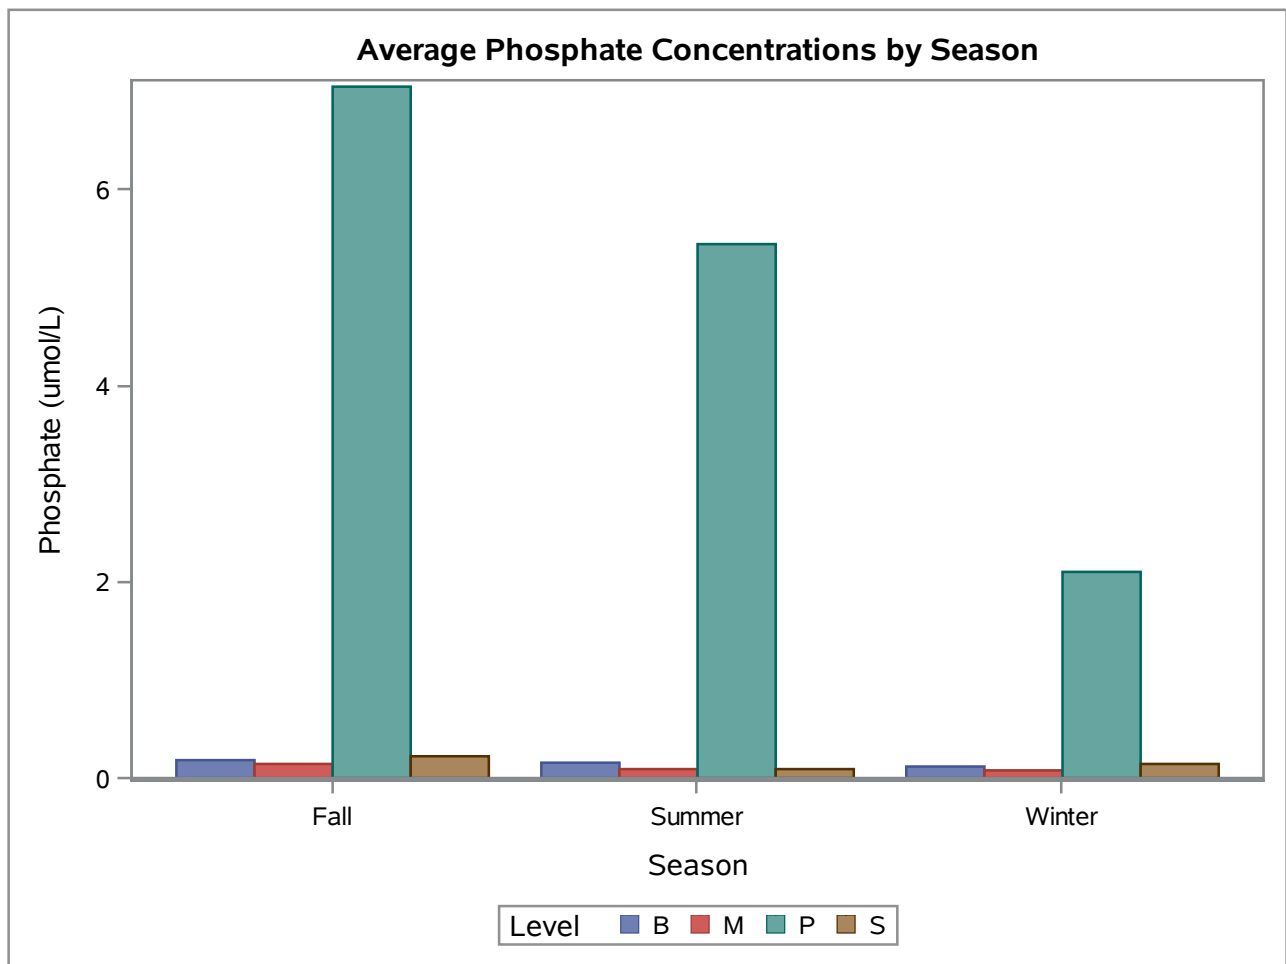 Average Phosphate Concentrations by Season
Phosphate (umol/L)
6
4
2
0
Fall Summer Winter
Season
Level B M P S